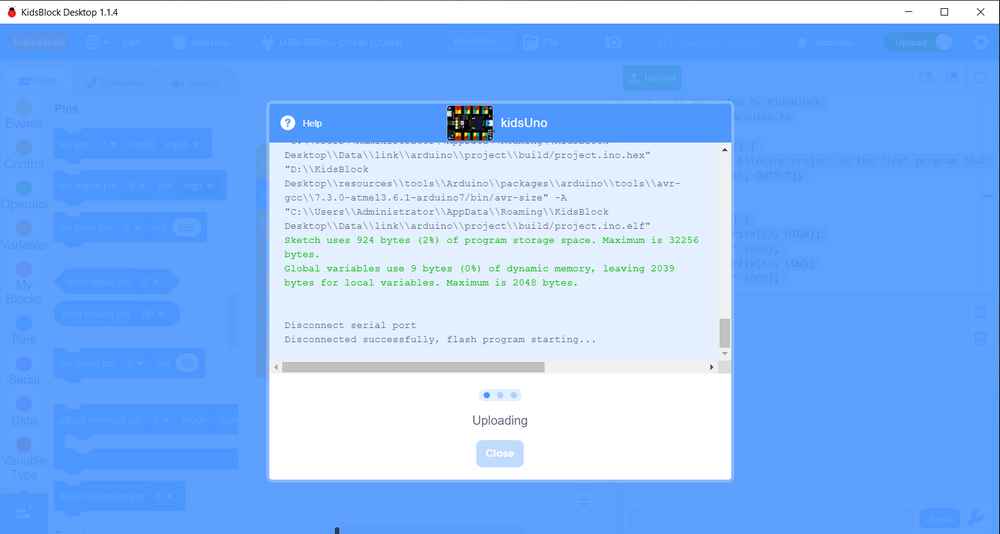 KidsBlock Desktop 1.1.4
kidsblock Edit kidsUno USB-SERIAL CH340 (COM4) KidsBloc... File Tutorials Upload
Code Costumes Sounds
Upload
Pins
Events
Control
Operator
Variable
My
Blocks
Pins
Serial
Data
Variable
Type
set pin 0 mode Input
set digital pin 0 out high
set pwm pin 5 out 255
read digital pin 0
read analog pin A0
set servo pin 3 out 90
attach interrupt pin 3 mode
detach interrupt pin 3
Help
kidsUno
Desktop\\Data\\link\\arduino\\project\\build/project.ino.hex"
"D:\\KidsBlock
Desktop\\resources\\tools\\Arduino\\packages\\arduino\\tools\\avr-
gcc\\7.3.0-atmel3.6.1-arduino7/bin/avr-size" -A
"C:\\Users\\Administrator\\AppData\\Roaming\\KidsBlock
Desktop\\Data\\link\\arduino\\project\\build/project.ino.elf"
Sketch uses 924 bytes (2%) of program storage space. Maximum is 32256
bytes.
Global variables use 9 bytes (0%) of dynamic memory, leaving 2039
bytes for local variables. Maximum is 2048 bytes.
Disconnect serial port
Disconnected successfully, flash program starting...
Uploading
Close
by KidsBlock
() {
blinking project is the first program that
, OUTPUT);
{
(13, HIGH);
* 1000);
(13, LOW);
* 1000);
Send